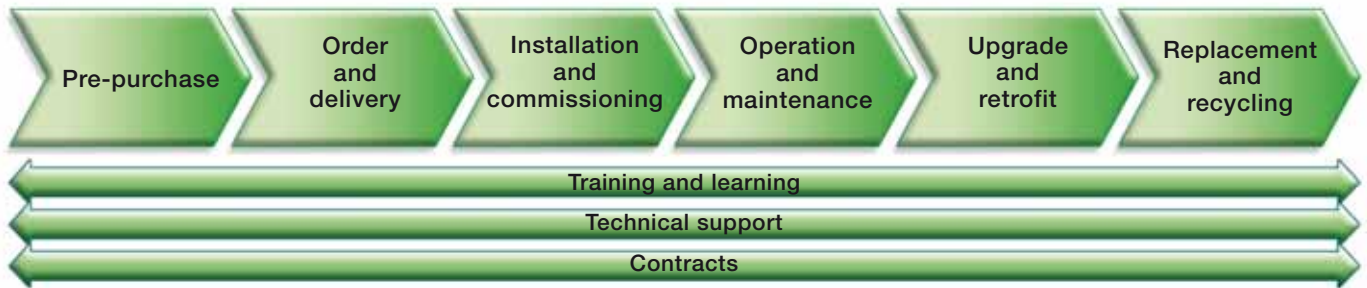 Pre-purchase
Order
and
delivery
Installation
and
commissioning
Operation
and
maintenance
Upgrade
and
retrofit
Replacement
and
recycling
Training and learning
Technical support
Contracts